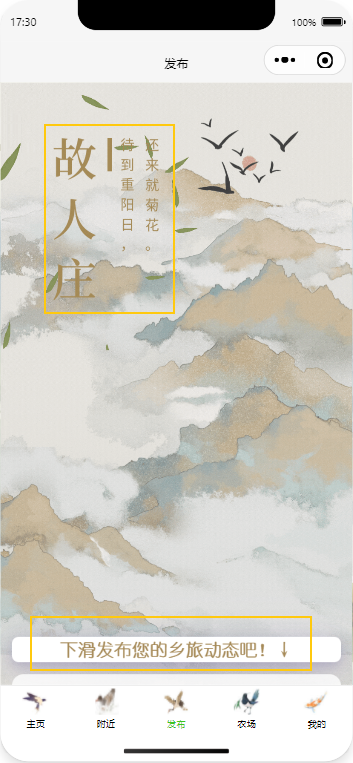 17:30
100%
发布
故人庄
待到重阳日，
还来就菊花。
下滑发布您的乡旅动态吧！↓
主页
附近
发布
农场
我的